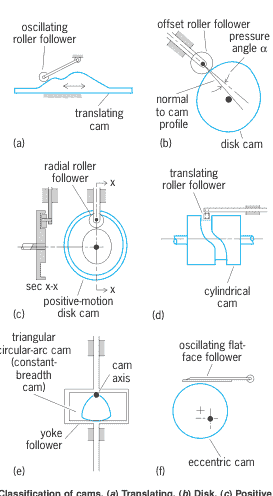 oscillating
roller follower
translating
cam
(a)
offset roller follower
pressure
angle α
normal
to cam
profile
disk cam
(b)
radial roller
follower
x
x
sec x-x
positive-motion
disk cam
(c)
translating
roller follower
cylindrical
cam
(d)
triangular
circular-arc cam
(constant-
breadth
cam)
cam
axis
yoke
follower
(e)
oscillating flat-
face follower
eccentric cam
(f)
Classification of cams. (a) Translating. (b) Disk. (c) Positive